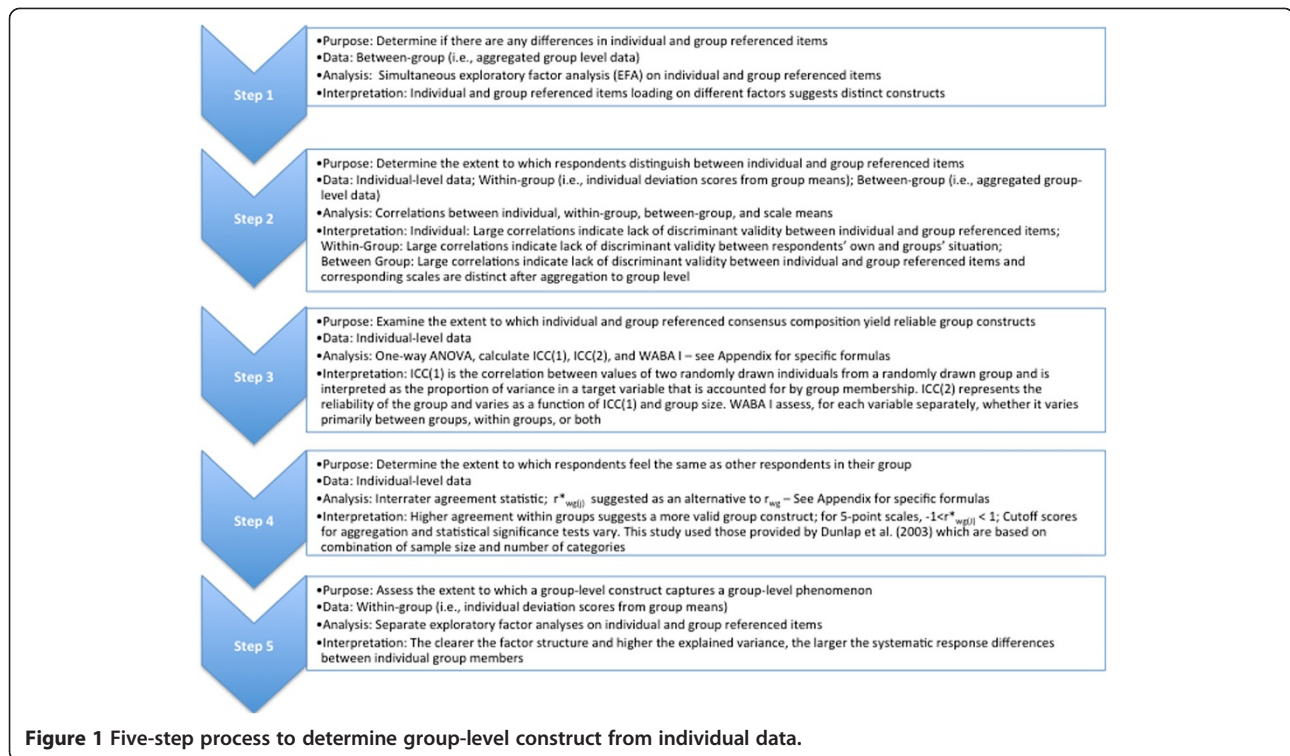 Step 1
•Purpose: Determine if there are any differences in individual and group referenced items
•Data: Between-group (i.e., aggregated group level data)
•Analysis: Simultaneous exploratory factor analysis (EFA) on individual and group referenced items
•Interpretation: Individual and group referenced items loading on different factors suggests distinct constructs
Step 2
•Purpose: Determine the extent to which respondents distinguish between individual and group referenced items
•Data: Individual-level data; Within-group (i.e., individual deviation scores from group means); Between-group (i.e., aggregated group-
level data)
•Analysis: Correlations between individual, within-group, between-group, and scale means
•Interpretation: Individual: Large correlations indicate lack of discriminant validity between individual and group referenced items;
Within-Group: Large correlations indicate lack of discriminant validity between respondents' own and groups' situation;
Between Group: Large correlations indicate lack of discriminant validity between individual and group referenced items and
corresponding scales are distinct after aggregation to group level
Step 3
•Purpose: Examine the extent to which individual and group referenced consensus composition yield reliable group constructs
•Data: Individual-level data
•Analysis: One-way ANOVA, calculate ICC(1), ICC(2), and WABA I – see Appendix for specific formulas
•Interpretation: ICC(1) is the correlation between values of two randomly drawn individuals from a randomly drawn group and is
interpreted as the proportion of variance in a target variable that is accounted for by group membership. ICC(2) represents the
reliability of the group and varies as a function of ICC(1) and group size. WABA I assess, for each variable separately, whether it varies
primarily between groups, within groups, or both
Step 4
•Purpose: Determine the extent to which respondents feel the same as other respondents in their group
•Data: Individual-level data
•Analysis: Interrater agreement statistic; r*wg(j) suggested as an alternative to rwg – See Appendix for specific formulas
•Interpretation: Higher agreement within groups suggests a more valid group construct; for 5-point scales, -1<r*wg(J) < 1; Cutoff scores
for aggregation and statistical significance tests vary. This study used those provided by Dunlap et al. (2003) which are based on
combination of sample size and number of categories
Step 5
•Purpose: Assess the extent to which a group-level construct captures a group-level phenomenon
•Data: Within-group (i.e., individual deviation scores from group means)
•Analysis: Separate exploratory factor analyses on individual and group referenced items
•Interpretation: The clearer the factor structure and higher the explained variance, the larger the systematic response differences
between individual group members
Figure 1 Five-step process to determine group-level construct from individual data.